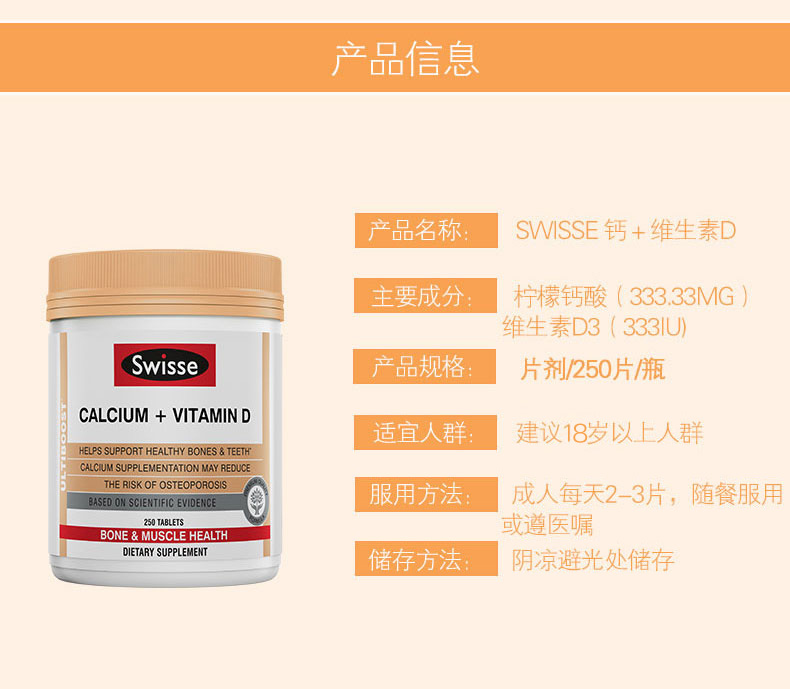 产品信息
产品名称：
SWISSE 钙 + 维生素D
主要成分：
柠檬钙酸（333.33MG）
维生素D3（333IU)
产品规格：
片剂/250片/瓶
适宜人群：
建议18岁以上人群
服用方法：
成人每天2-3片，随餐服用
或遵医嘱
储存方法：
阴凉避光处储存
Swisse
ULTIBOOST
CALCIUM + VITAMIN D
HELPS SUPPORT HEALTHY BONES & TEETH*
CALCIUM SUPPLEMENTATION MAY REDUCE
THE RISK OF OSTEOPOROSIS
BASED ON SCIENTIFIC EVIDENCE
250 TABLETS
BONE & MUSCLE HEALTH
DIETARY SUPPLEMENT